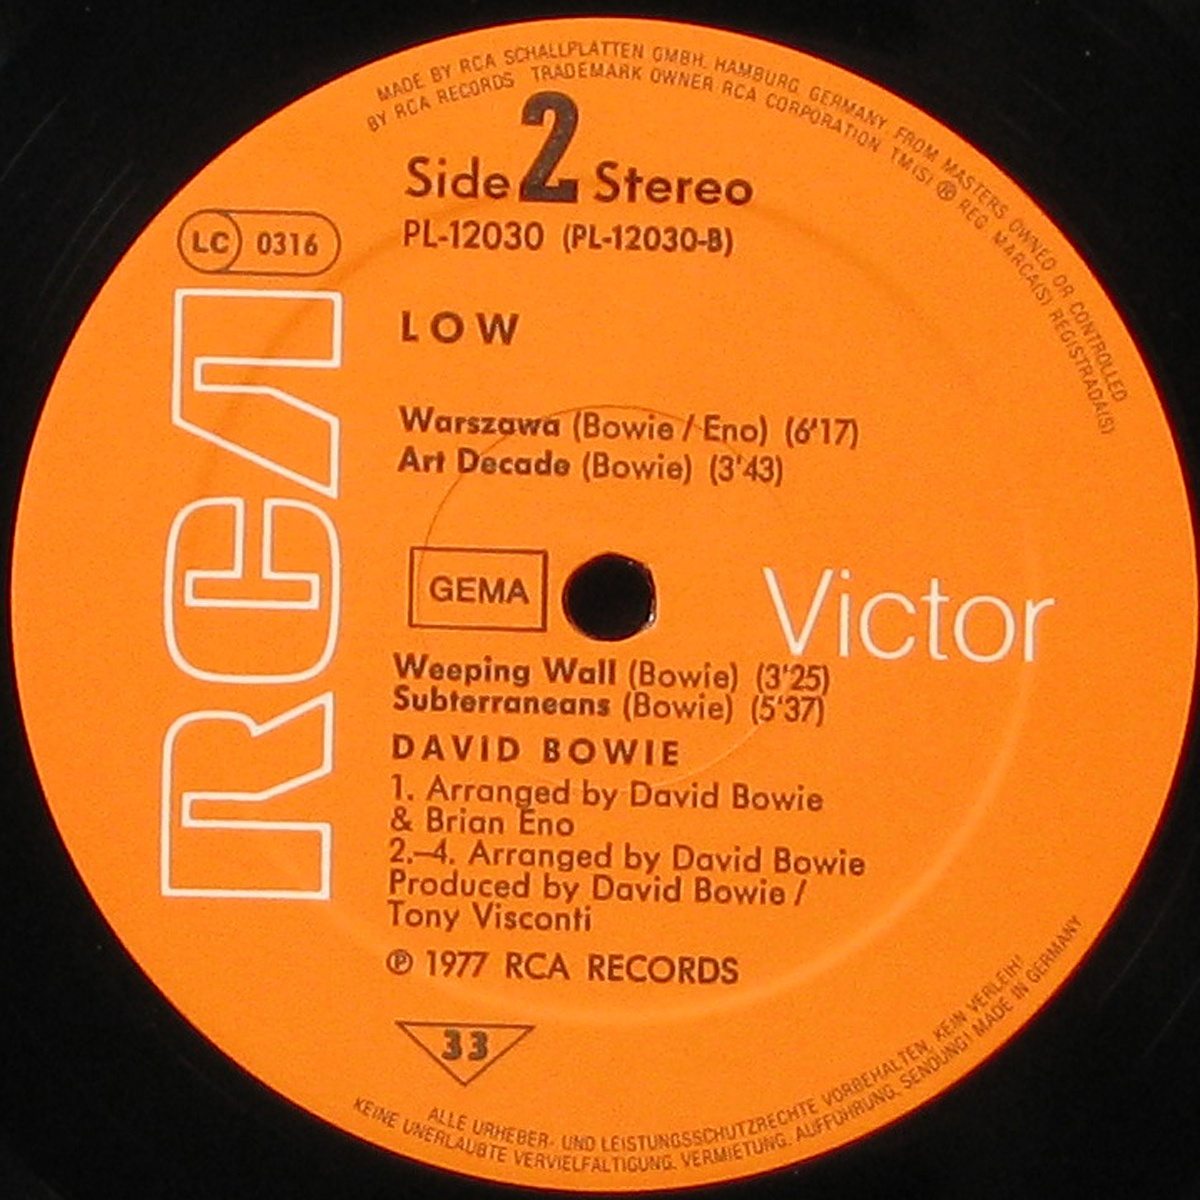 MADE BY RCA SCHALLPLATTEN GMBH, HAMBURG, GERMANY, FROM MASTERS OWNED OR CONTROLLED
BY RCA RECORDS TRADEMARK OWNER RCA CORPORATION TM(S) ® REG. MARCA(S) REGISTRADA(S)
Side 2 Stereo
PL-12030 (PL-12030-B)
LC 0316
LOW
RCA
Warszawa (Bowie / Eno) (6'17)
Art Decade (Bowie) (3'43)
GEMA
Victor
Weeping Wall (Bowie) (3'25)
Subterraneans (Bowie) (5'37)
DAVID BOWIE
1. Arranged by David Bowie
& Brian Eno
2.–4. Arranged by David Bowie
Produced by David Bowie /
Tony Visconti
℗ 1977 RCA RECORDS
33
ALLE URHEBER- UND LEISTUNGSSCHUTZRECHTE VORBEHALTEN, KEIN VERLEIH!
KEINE UNERLAUBTE VERVIELFÄLTIGUNG, VERMIETUNG, AUFFÜHRUNG, SENDUNG! MADE IN GERMANY